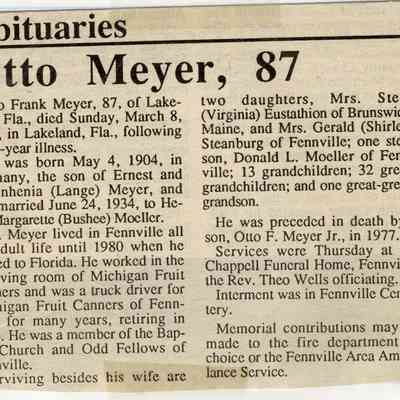 bituaries
tto Meyer, 87
o Frank Meyer, 87, of Lake-
Fla., died Sunday, March 8,
, in Lakeland, Fla., following
-year illness.
was born May 4, 1904, in
many, the son of Ernest and
nhenia (Lange) Meyer, and
married June 24, 1934, to He-
Margarette (Bushee) Moeller.
. Meyer lived in Fennville all
dult life until 1980 when he
ed to Florida. He worked in the
ving room of Michigan Fruit
ners and was a truck driver for
higan Fruit Canners of Fenn-
for many years, retiring in
. He was a member of the Bap-
Church and Odd Fellows of
ville.
rviving besides his wife are
two daughters, Mrs. Ste
(Virginia) Eustathion of Brunswic
Maine, and Mrs. Gerald (Shirle
Steanburg of Fennville; one ste
son, Donald L. Moeller of Fen
ville; 13 grandchildren; 32 grea
grandchildren; and one great-grea
grandson.
He was preceded in death by
son, Otto F. Meyer Jr., in 1977.
Services were Thursday at
Chappell Funeral Home, Fennvi
the Rev. Theo Wells officiating.
Interment was in Fennville Cem
tery.
Memorial contributions may
made to the fire department
choice or the Fennville Area Am
lance Service.